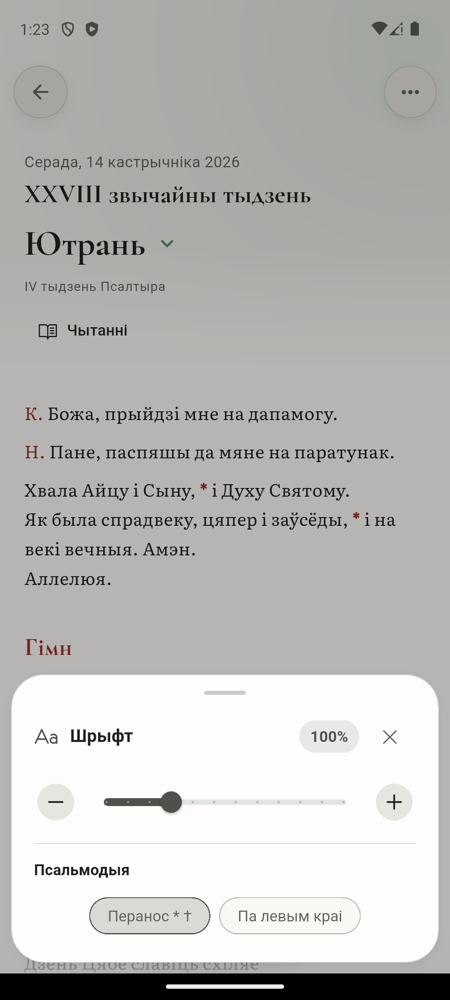 1:23
Серада, 14 кастрычніка 2026
XXVIII звычайны тыдзень
Ютрань
IV тыдзень Псалтыра
Чытанні
К. Божа, прыйдзі мне на дапамогу.
Н. Пане, паспяшы да мяне на паратунак.
Хвала Айцу і Сыну, * і Духу Святому.
Як была спрадвеку, цяпер і заўсёды, * і на
векі вечныя. Амэн.
Аллелюя.
Гімн
Aa Шрыфт 100%
Псальмодыя
Перанос * † Па левым краі
Дзень Цябе славіць схіляе